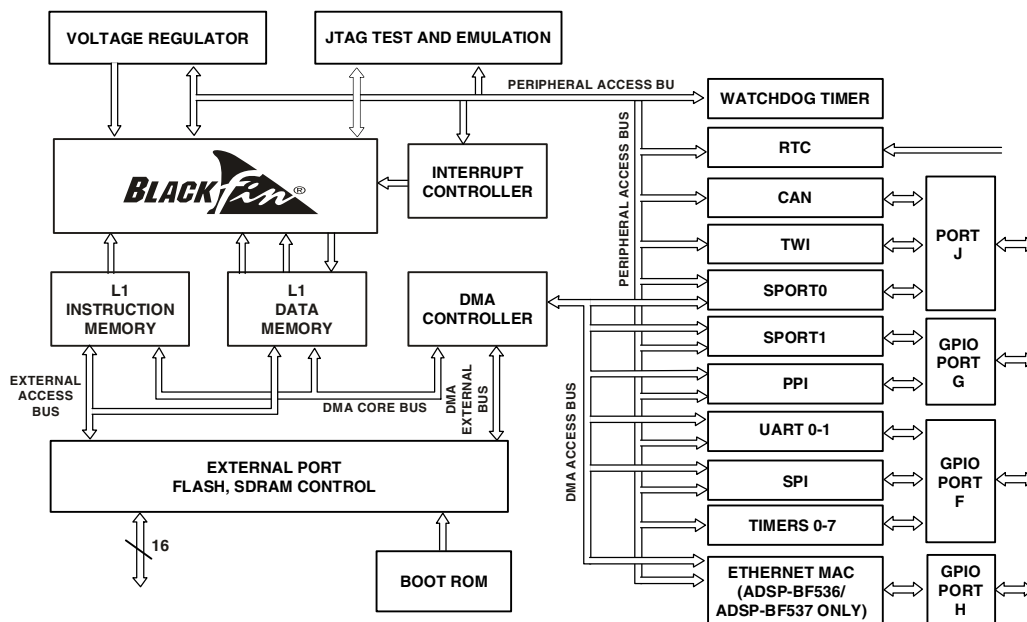 VOLTAGE REGULATOR
JTAG TEST AND EMULATION
PERIPHERAL ACCESS BU
WATCHDOG TIMER
PERIPHERAL ACCESS BUS
RTC
BLACKfin®
INTERRUPT
CONTROLLER
CAN
TWI
PORT
J
SPORT0
L1
INSTRUCTION
MEMORY
L1
DATA
MEMORY
DMA
CONTROLLER
SPORT1
GPIO
PORT
G
PPI
EXTERNAL
ACCESS
BUS
DMA CORE BUS
DMA
EXTERNAL
BUS
DMA ACCESS BUS
UART 0-1
EXTERNAL PORT
FLASH, SDRAM CONTROL
SPI
GPIO
PORT
F
TIMERS 0-7
16
BOOT ROM
ETHERNET MAC
(ADSP-BF536/
ADSP-BF537 ONLY)
GPIO
PORT
H